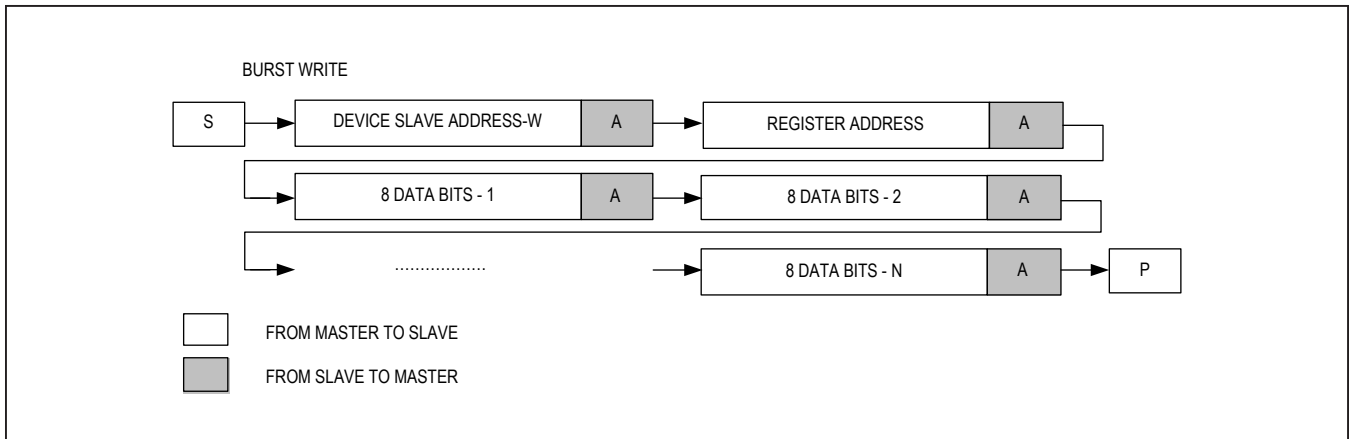 BURST WRITE
S DEVICE SLAVE ADDRESS-W A REGISTER ADDRESS A
8 DATA BITS - 1 A 8 DATA BITS - 2 A
.................. 8 DATA BITS - N A P
FROM MASTER TO SLAVE
FROM SLAVE TO MASTER